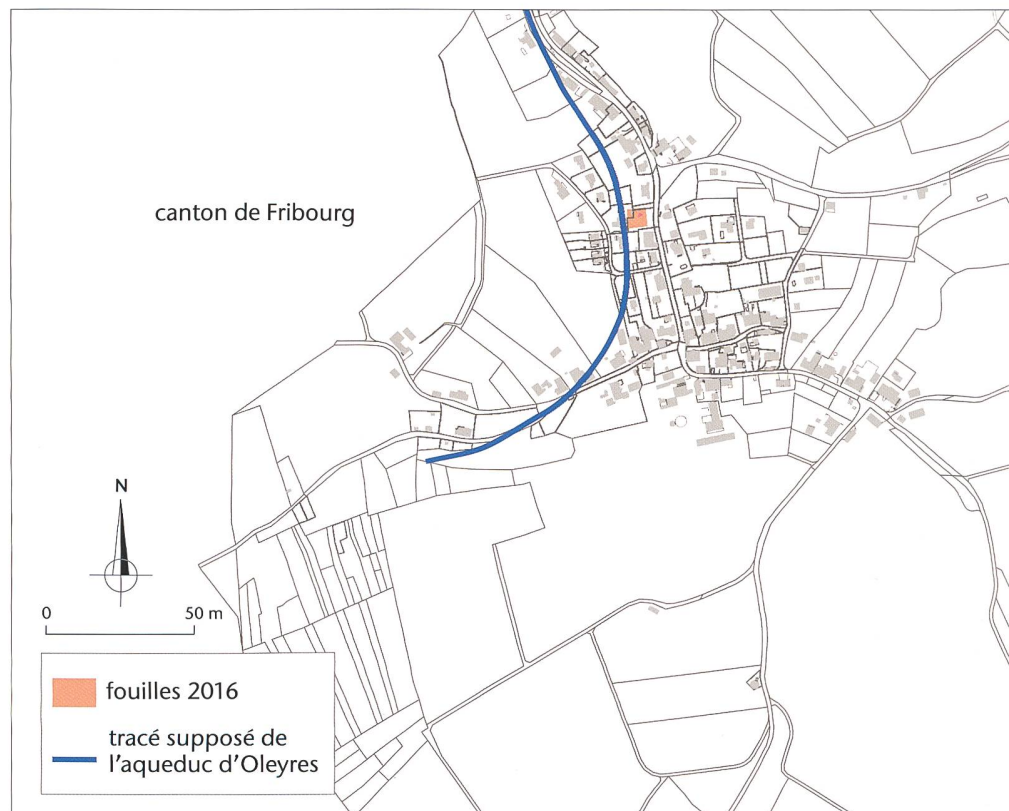 canton de Fribourg
N
0 50 m
fouilles 2016
tracé supposé de
l'aqueduc d'Oleyres